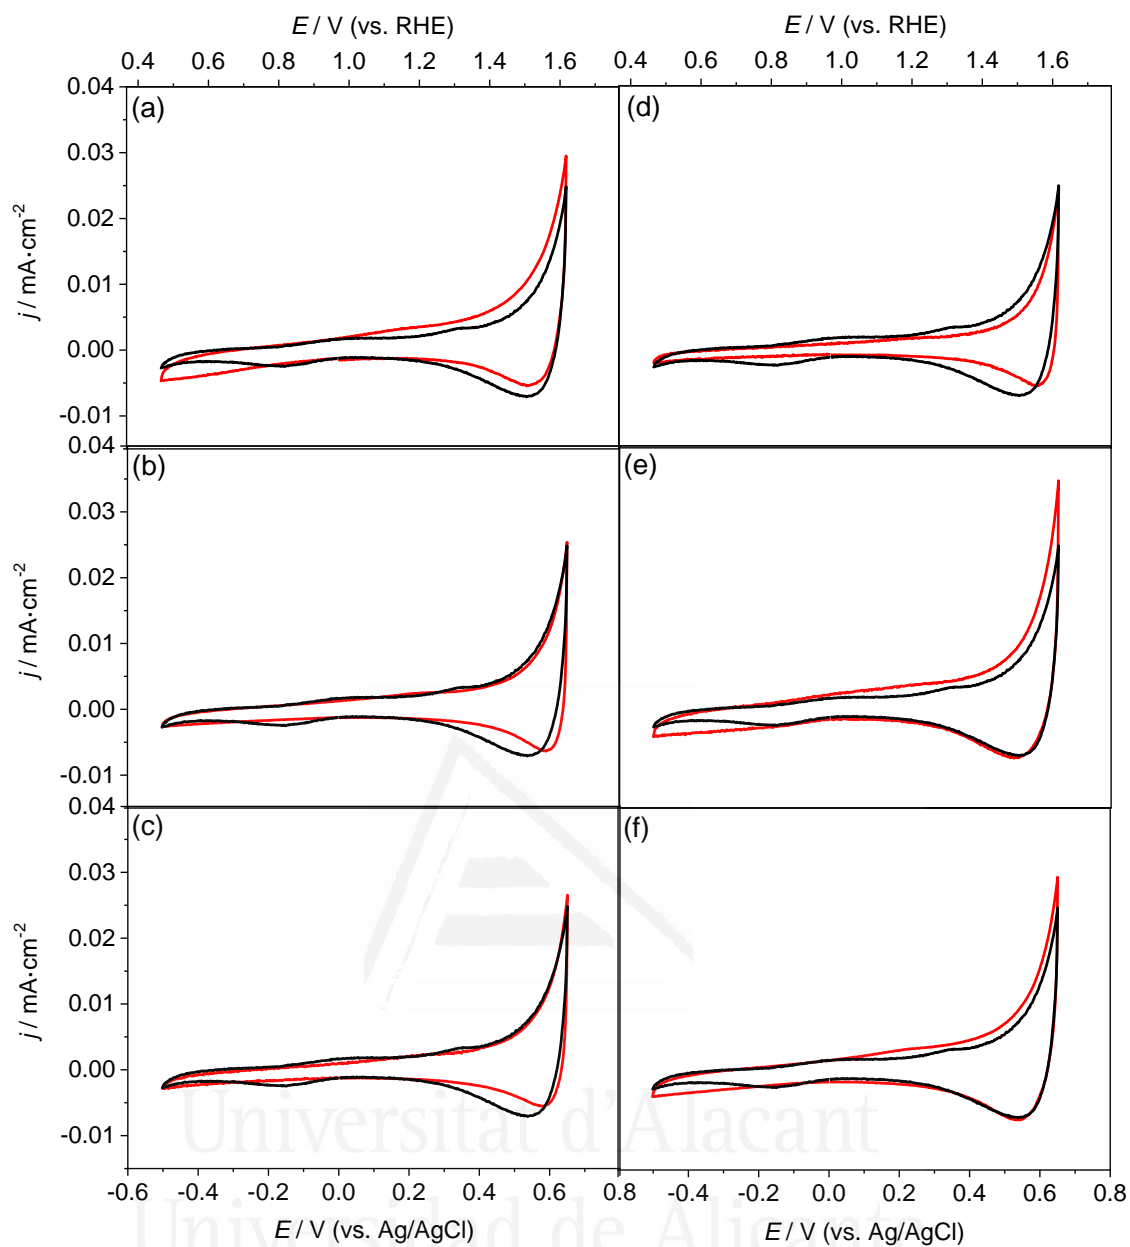 E / V (vs. RHE) E / V (vs. RHE)
0.4 0.6 0.8 1.0 1.2 1.4 1.6 0.4 0.6 0.8 1.0 1.2 1.4 1.6
0.04 (a) (d)
0.03
0.02
j / mA·cm-2
0.01
0.00
-0.01
0.04 (b) (e)
0.03
0.02
j / mA·cm-2
0.01
0.00
-0.01
0.04 (c) (f)
0.03
0.02
j / mA·cm-2
0.01
0.00
-0.01
Universitat d'Alacant
-0.6 -0.4 -0.2 0.0 0.2 0.4 0.6 0.8 -0.4 -0.2 0.0 0.2 0.4 0.6 0.8
Universidad de Alicante
E / V (vs. Ag/AgCl) E / V (vs. Ag/AgCl)